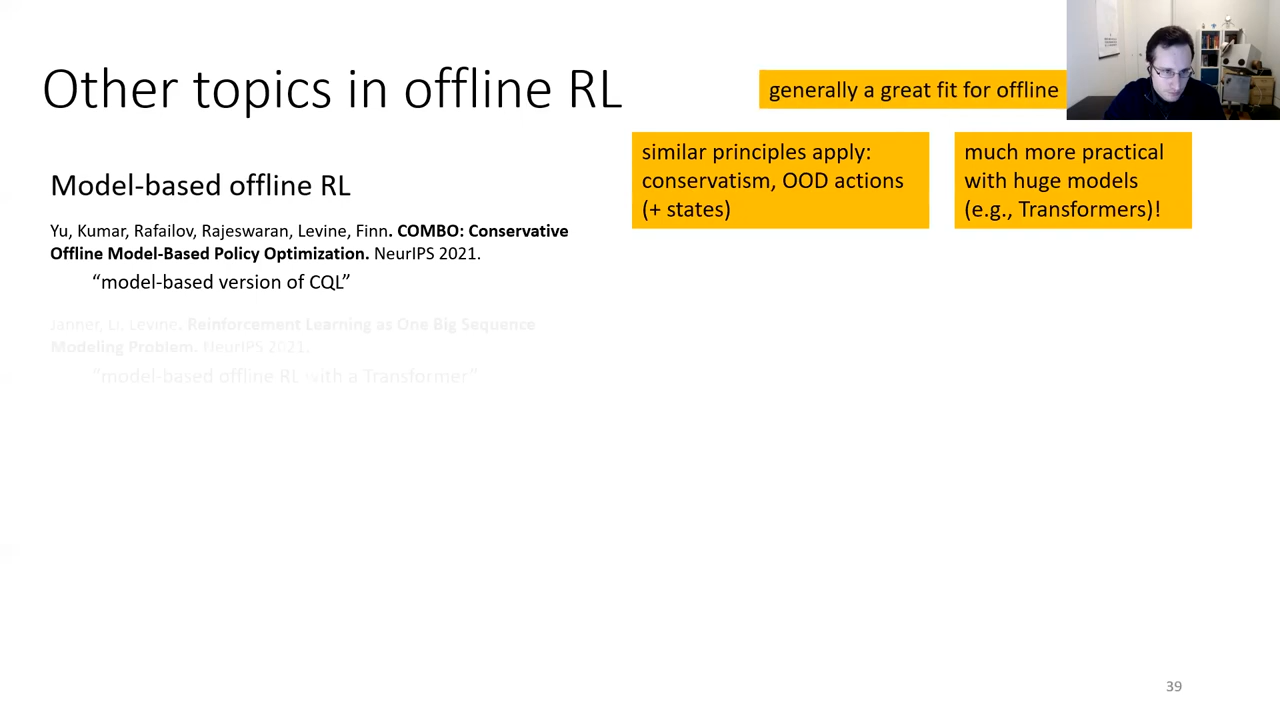 Other topics in offline RL
generally a great fit for offline
similar principles apply:
conservatism, OOD actions
(+ states)
much more practical
with huge models
(e.g., Transformers)!
Model-based offline RL
Yu, Kumar, Rafailov, Rajeswaran, Levine, Finn. COMBO: Conservative
Offline Model-Based Policy Optimization. NeurIPS 2021.
“model-based version of CQL”
Janner, Li, Levine. Reinforcement Learning as One Big Sequence
Modeling Problem. NeurIPS 2021.
“model-based offline RL with a Transformer”
39